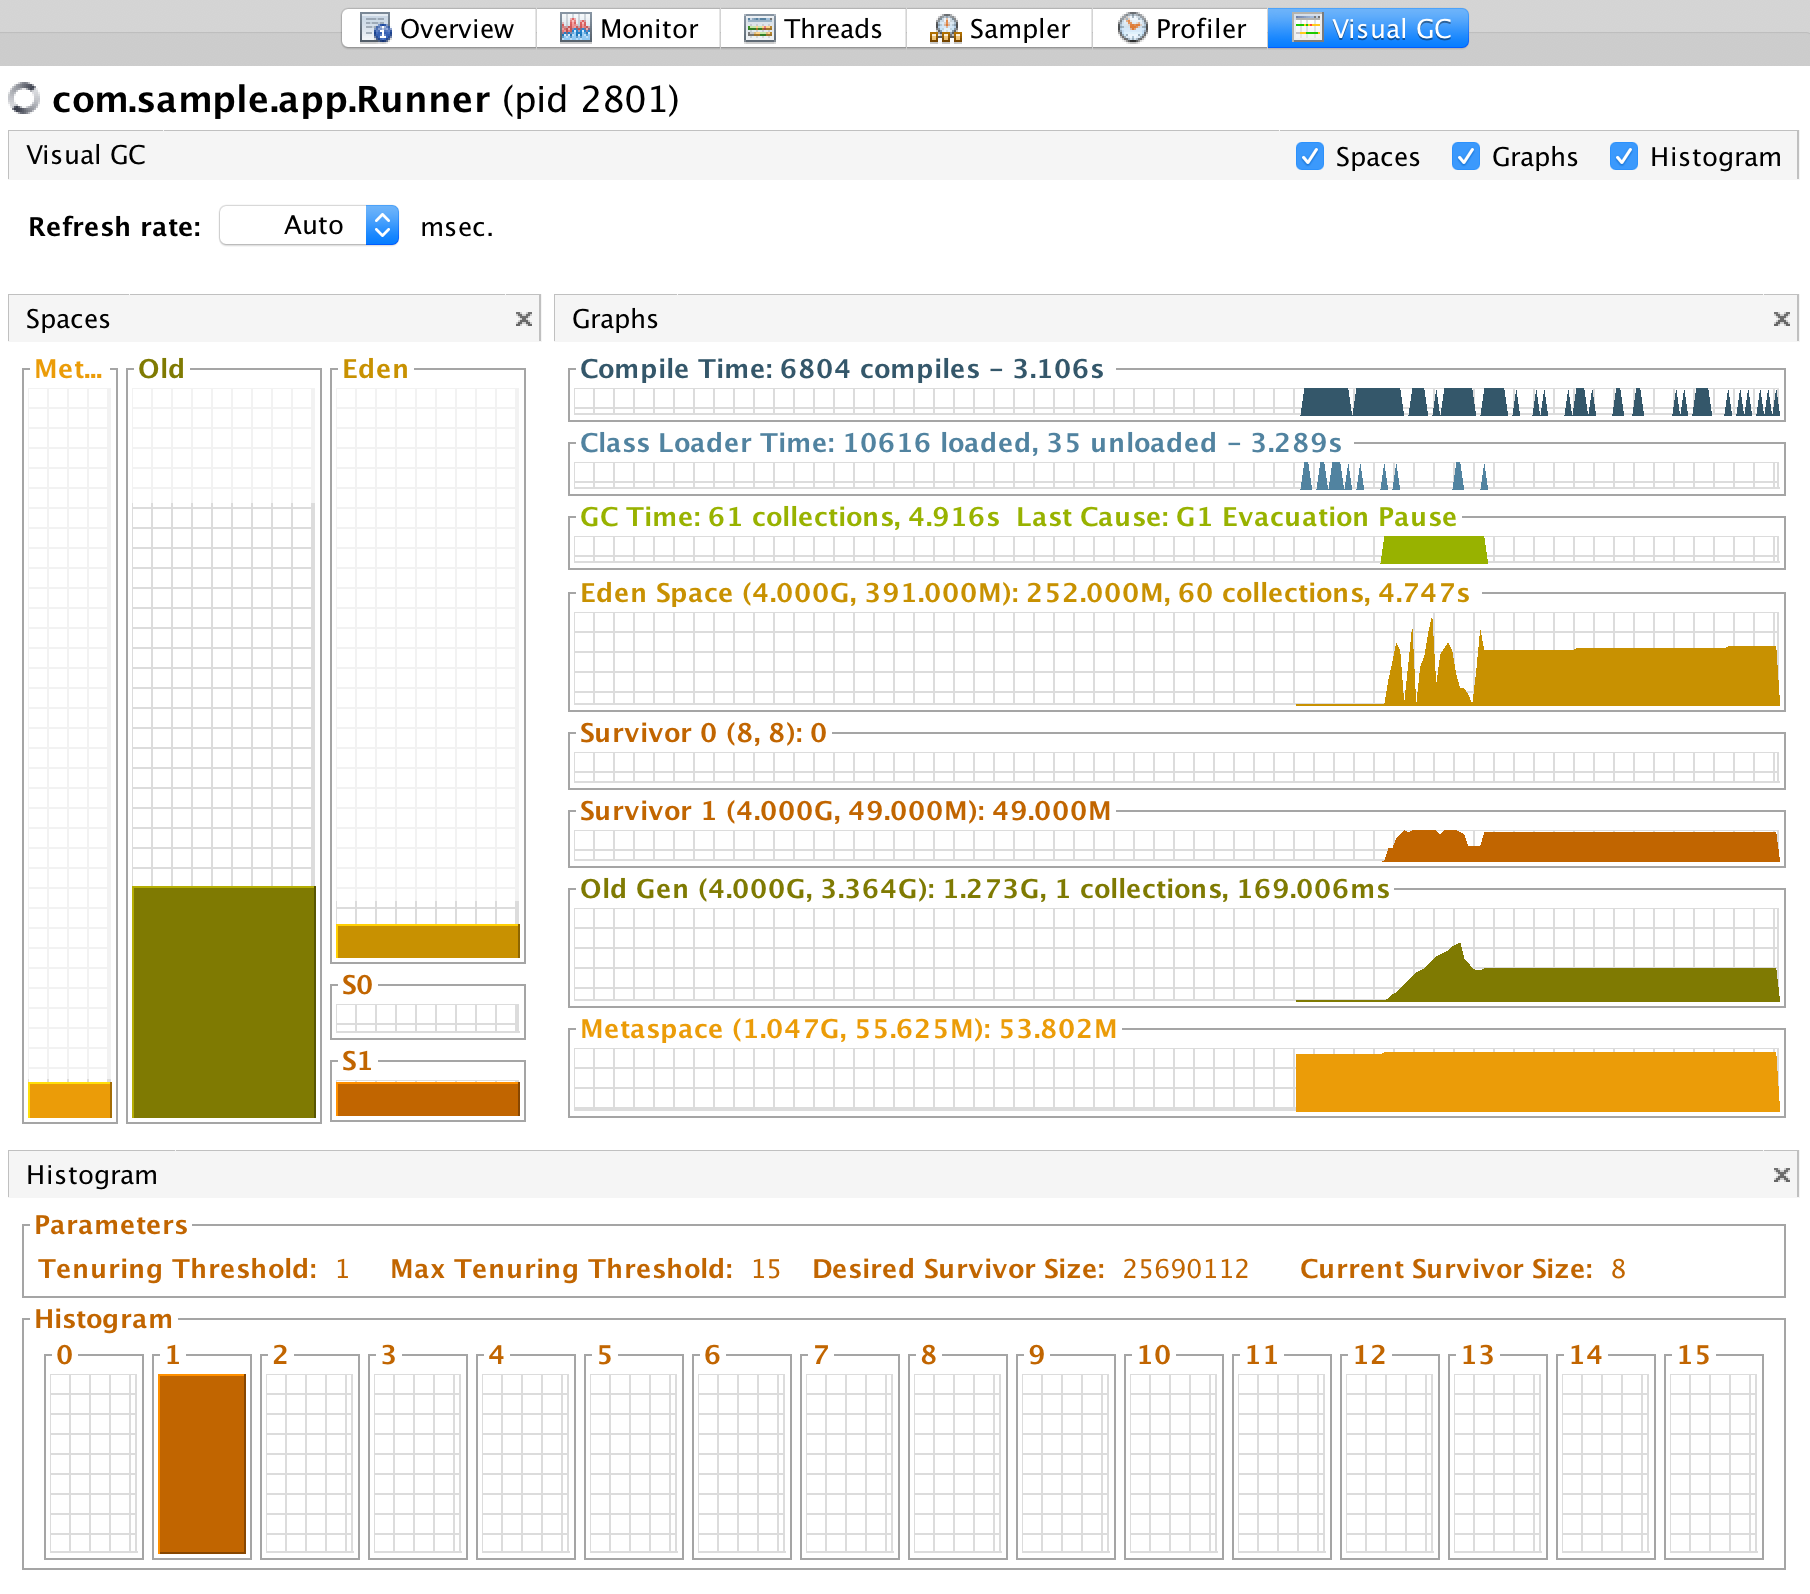 Overview Monitor Threads Sampler Profiler Visual GC
com.sample.app.Runner (pid 2801)
Visual GC Spaces Graphs Histogram
Refresh rate: Auto msec.
Spaces
Met... Old Eden
S0
S1
Graphs
Compile Time: 6804 compiles - 3.106s
Class Loader Time: 10616 loaded, 35 unloaded - 3.289s
GC Time: 61 collections, 4.916s Last Cause: G1 Evacuation Pause
Eden Space (4.000G, 391.000M): 252.000M, 60 collections, 4.747s
Survivor 0 (8, 8): 0
Survivor 1 (4.000G, 49.000M): 49.000M
Old Gen (4.000G, 3.364G): 1.273G, 1 collections, 169.006ms
Metaspace (1.047G, 55.625M): 53.802M
Histogram
Parameters
Tenuring Threshold: 1 Max Tenuring Threshold: 15 Desired Survivor Size: 25690112 Current Survivor Size: 8
Histogram
0 1 2 3 4 5 6 7 8 9 10 11 12 13 14 15